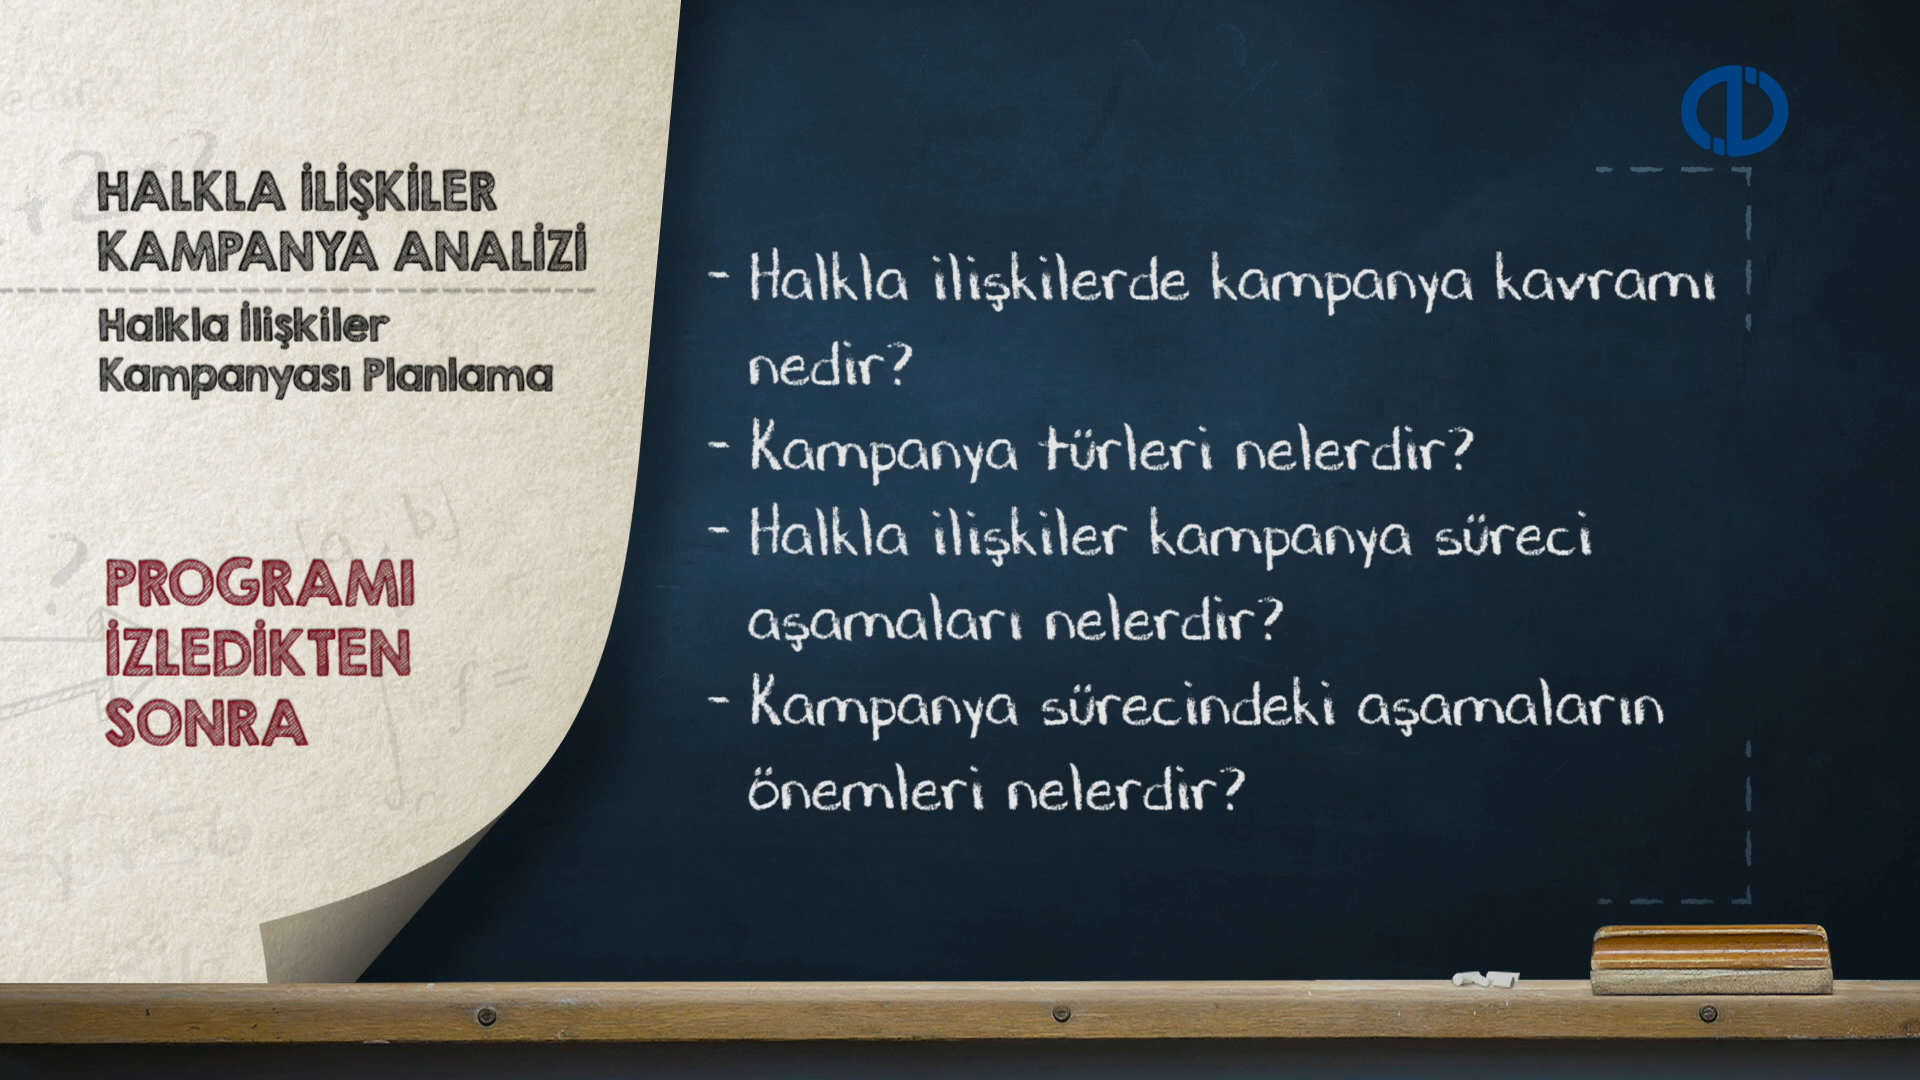 HALKLA İLİŞKİLER
KAMPANYA ANALİZİ
Halkla İlişkiler
Kampanyası Planlama
PROGRAMI
İZLEDİKTEN
SONRA
- Halkla ilişkilerde kampanya kavramı
nedir?
- Kampanya türleri nelerdir?
- Halkla ilişkiler kampanya süreci
aşamaları nelerdir?
- Kampanya sürecindeki aşamaların
önemleri nelerdir?